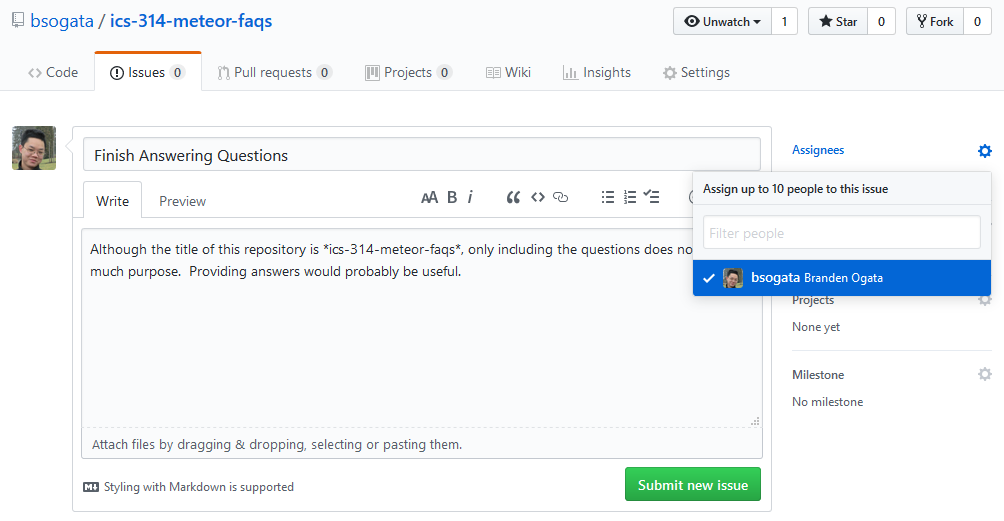 bsogata / ics-314-meteor-faqs
Unwatch 1 Star 0 Fork 0
Code Issues 0 Pull requests 0 Projects 0 Wiki Insights Settings
Finish Answering Questions
Assignees
Assign up to 10 people to this issue
Write Preview
AA B i
Filter people
Although the title of this repository is *ics-314-meteor-faqs*, only including the questions does no
much purpose.  Providing answers would probably be useful.
bsogata Branden Ogata
Projects
None yet
Milestone
No milestone
Attach files by dragging & dropping, selecting or pasting them.
Styling with Markdown is supported
Submit new issue